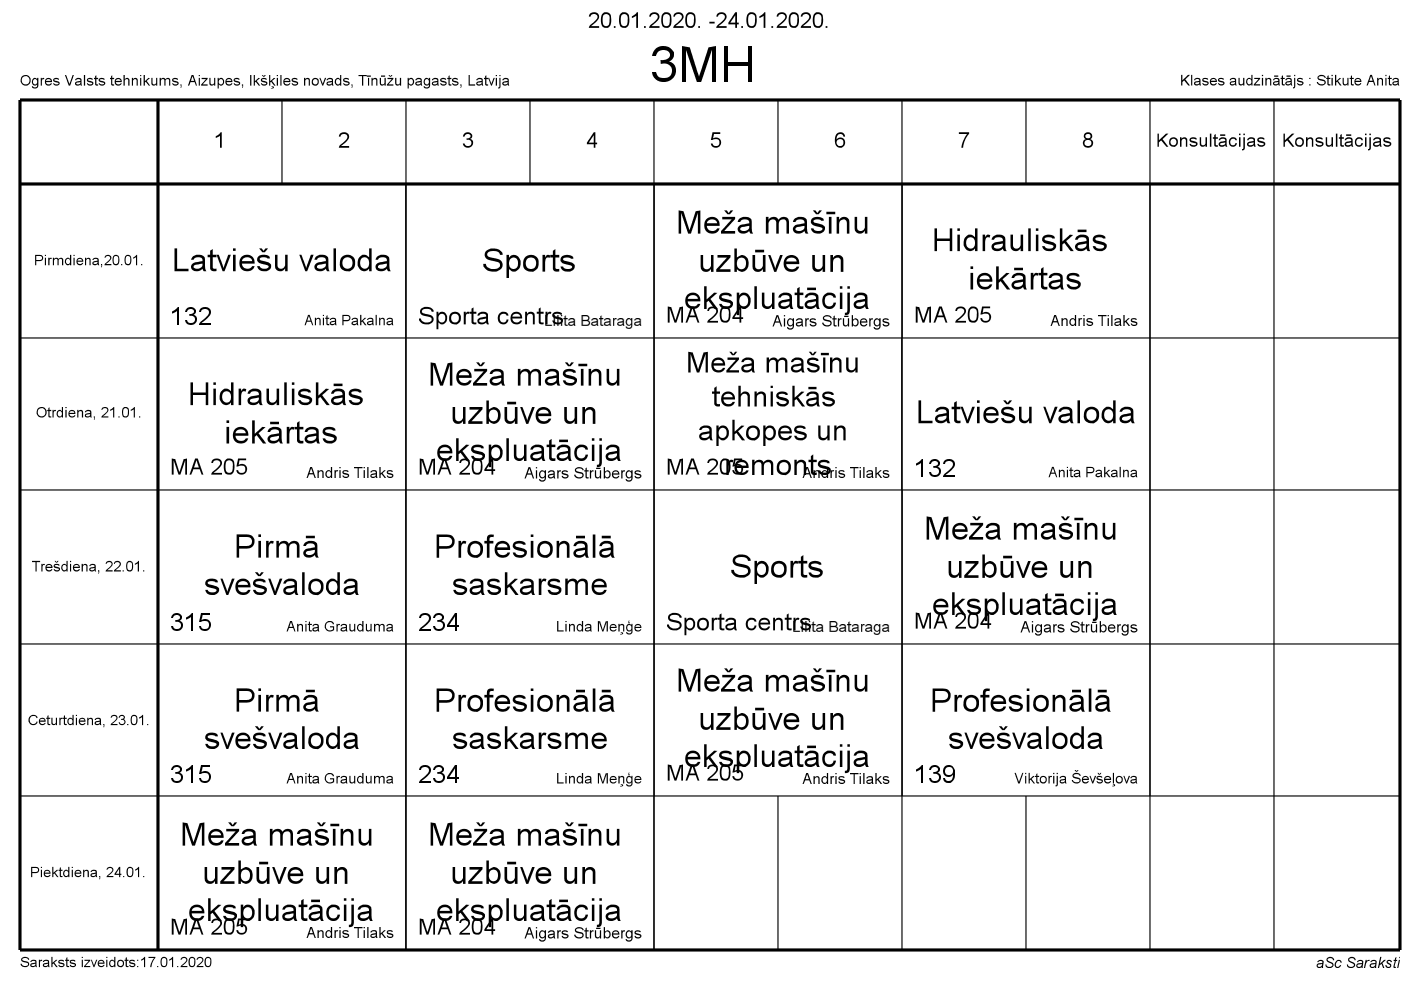 20.01.2020. -24.01.2020.
3MH
Ogres Valsts tehnikums, Aizupes, Ikšķiles novads, Tīnūžu pagasts, Latvija
Klases audzinātājs : Stikute Anita
1 2 3 4 5 6 7 8 Konsultācijas Konsultācijas
Pirmdiena,20.01.
Latviešu valoda
132 Anita Pakalna
Sports
Sporta centrs Bataraga
Meža mašīnu
uzbūve un
ekspluatācija
MA 204 Aigars Strūbergs
Hidrauliskās
iekārtas
MA 205 Andris Tilaks
Otrdiena, 21.01.
Hidrauliskās
iekārtas
MA 205 Andris Tilaks
Meža mašīnu
uzbūve un
ekspluatācija
MA 204 Aigars Strūbergs
Meža mašīnu
tehniskās
apkopes un
remonts
MA 205 Andris Tilaks
Latviešu valoda
132 Anita Pakalna
Trešdiena, 22.01.
Pirmā
svešvaloda
315 Anita Grauduma
Profesionālā
saskarsme
234 Linda Meņģe
Sports
Sporta centrs Bataraga
Meža mašīnu
uzbūve un
ekspluatācija
MA 204 Aigars Strūbergs
Ceturtdiena, 23.01.
Pirmā
svešvaloda
315 Anita Grauduma
Profesionālā
saskarsme
234 Linda Meņģe
Meža mašīnu
uzbūve un
ekspluatācija
MA 205 Andris Tilaks
Profesionālā
svešvaloda
139 Viktorija Ševšeļova
Piektdiena, 24.01.
Meža mašīnu
uzbūve un
ekspluatācija
MA 205 Andris Tilaks
Meža mašīnu
uzbūve un
ekspluatācija
MA 204 Aigars Strūbergs
Saraksts izveidots:17.01.2020
aSc Saraksti